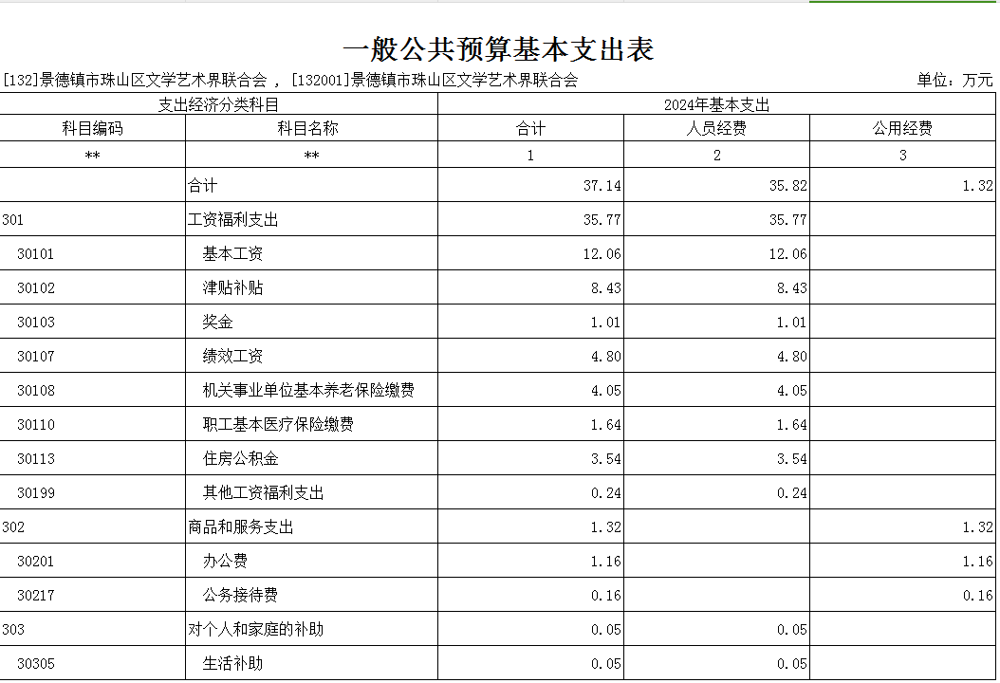 一般公共预算基本支出表
[132]景德镇市珠山区文学艺术界联合会 , [132001]景德镇市珠山区文学艺术界联合会 单位：万元
支出经济分类科目 2024年基本支出
科目编码 科目名称 合计 人员经费 公用经费
** ** 1 2 3
合计 37.14 35.82 1.32
301 工资福利支出 35.77 35.77
30101 基本工资 12.06 12.06
30102 津贴补贴 8.43 8.43
30103 奖金 1.01 1.01
30107 绩效工资 4.80 4.80
30108 机关事业单位基本养老保险缴费 4.05 4.05
30110 职工基本医疗保险缴费 1.64 1.64
30113 住房公积金 3.54 3.54
30199 其他工资福利支出 0.24 0.24
302 商品和服务支出 1.32 1.32
30201 办公费 1.16 1.16
30217 公务接待费 0.16 0.16
303 对个人和家庭的补助 0.05 0.05
30305 生活补助 0.05 0.05